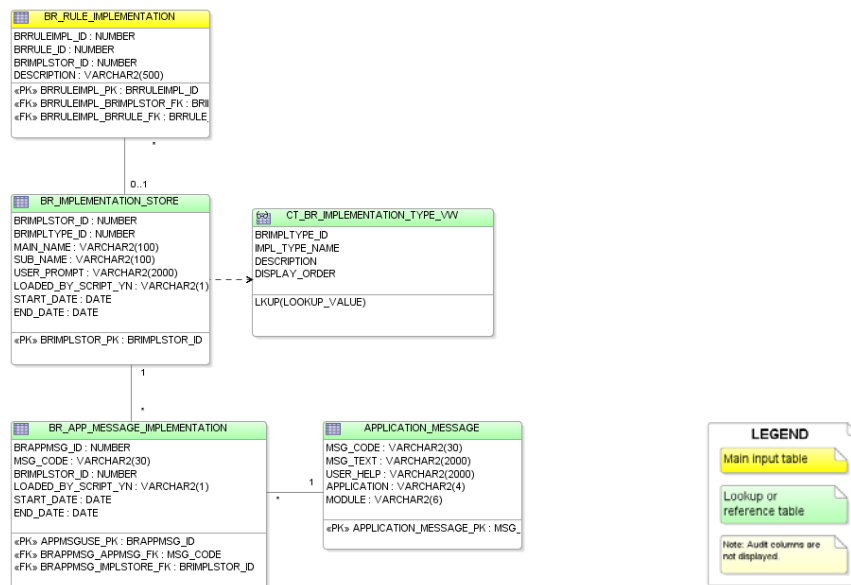 BR_RULE_IMPLEMENTATION
BRRULEIMPL_ID : NUMBER
BRRULE_ID : NUMBER
BRIMPLSTOR_ID : NUMBER
DESCRIPTION : VARCHAR2(500)
«PK» BRRULEIMPL_PK : BRRULEIMPL_ID
«FK» BRRULEIMPL_BRIMPLSTOR_FK : BRI
«FK» BRRULEIMPL_BRRULE_FK : BRRULE_
*
0..1
BR_IMPLEMENTATION_STORE
BRIMPLSTOR_ID : NUMBER
BRIMPLTYPE_ID : NUMBER
MAIN_NAME : VARCHAR2(100)
SUB_NAME : VARCHAR2(100)
USER_PROMPT : VARCHAR2(2000)
LOADED_BY_SCRIPT_YN : VARCHAR2(1)
START_DATE : DATE
END_DATE : DATE
«PK» BRIMPLSTOR_PK : BRIMPLSTOR_ID
CT_BR_IMPLEMENTATION_TYPE_VW
BRIMPLTYPE_ID
IMPL_TYPE_NAME
DESCRIPTION
DISPLAY_ORDER
LKUP(LOOKUP_VALUE)
1
*
BR_APP_MESSAGE_IMPLEMENTATION
BRAPPMSG_ID : NUMBER
MSG_CODE : VARCHAR2(30)
BRIMPLSTOR_ID : NUMBER
LOADED_BY_SCRIPT_YN : VARCHAR2(1)
START_DATE : DATE
END_DATE : DATE
«PK» APPMSGUSE_PK : BRAPPMSG_ID
«FK» BRAPPMSG_APPMSG_FK : MSG_CODE
«FK» BRAPPMSG_IMPLSTORE_FK : BRIMPLSTOR_ID
1
*
APPLICATION_MESSAGE
MSG_CODE : VARCHAR2(30)
MSG_TEXT : VARCHAR2(2000)
USER_HELP : VARCHAR2(2000)
APPLICATION : VARCHAR2(4)
MODULE : VARCHAR2(6)
«PK» APPLICATION_MESSAGE_PK : MSG_
LEGEND
Main input table
Lookup or
reference table
Note: Audit columns are
not displayed.